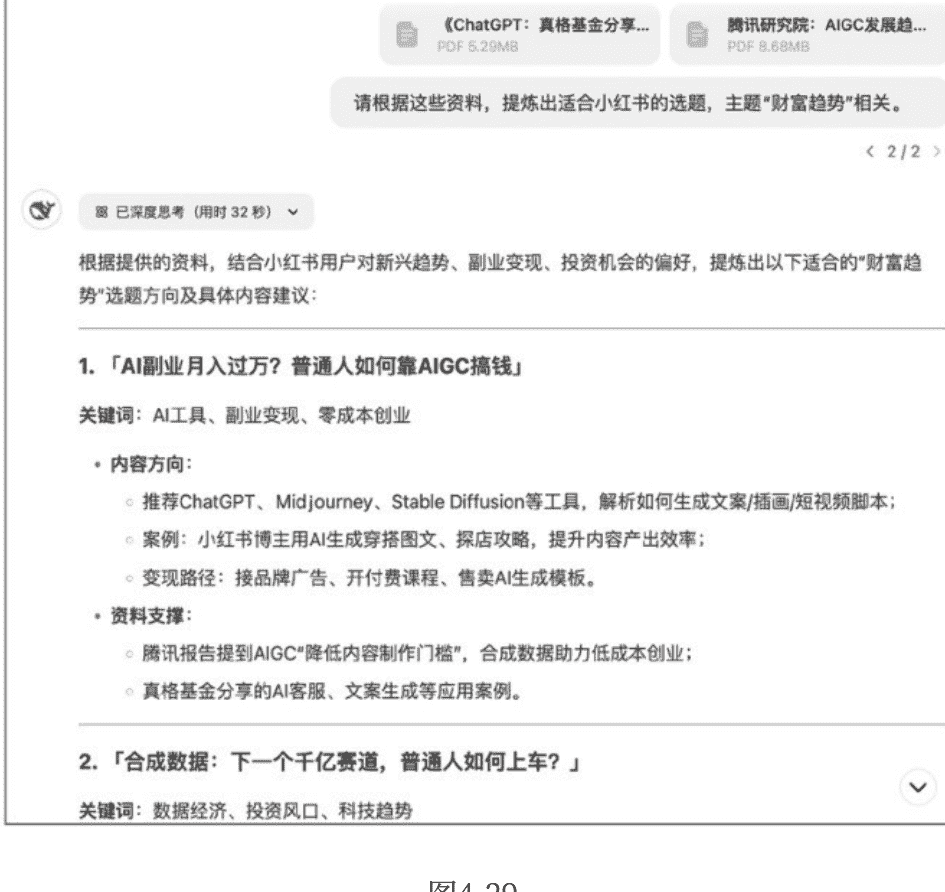 《ChatGPT：真格基金分享...
PDF 5.29MB
腾讯研究院：AIGC发展趋...
PDF 8.68MB
请根据这些资料，提炼出适合小红书的选题，主题“财富趋势”相关。
< 2 / 2 >
已深度思考（用时 32 秒）
根据提供的资料，结合小红书用户对新兴趋势、副业变现、投资机会的偏好，提炼出以下适合的“财富趋
势”选题方向及具体内容建议：
1. 「AI副业月入过万？普通人如何靠AIGC搞钱」
关键词：AI工具、副业变现、零成本创业
• 内容方向：
◦ 推荐ChatGPT、Midjourney、Stable Diffusion等工具，解析如何生成文案/插画/短视频脚本；
◦ 案例：小红书博主用AI生成穿搭图文、探店攻略，提升内容产出效率；
◦ 变现路径：接品牌广告、开付费课程、售卖AI生成模板。
• 资料支撑：
◦ 腾讯报告提到AIGC“降低内容制作门槛”，合成数据助力低成本创业；
◦ 真格基金分享的AI客服、文案生成等应用案例。
2. 「合成数据：下一个千亿赛道，普通人如何上车？」
关键词：数据经济、投资风口、科技趋势
图4-29